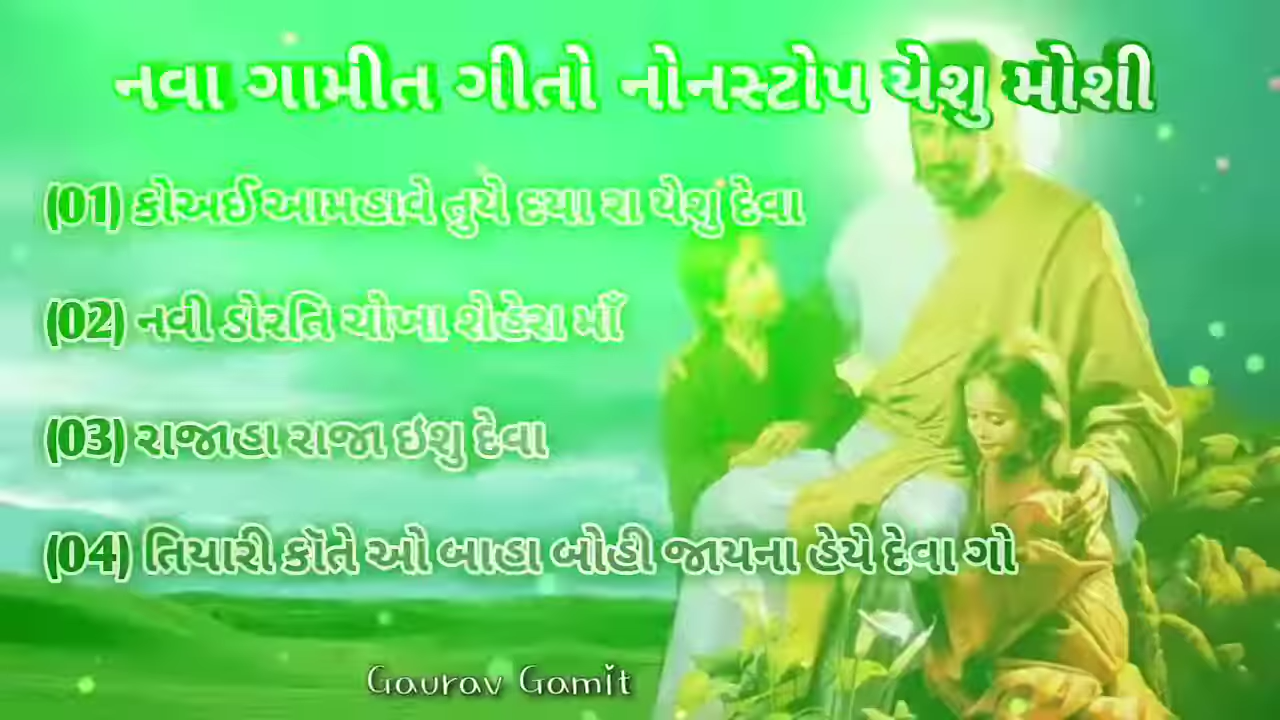 નવા ગામીત ગીતો નોનસ્ટોપ યેશુ મોશી
(01) કોઅઈ આમહાવે તુયે દયા રા યેશું દેવા
(02) નવી ડોરતિ ચોખા શેહેરા માઁ
(03) રાજાહા રાજા ઇશુ દેવા
(04) તિયારી કૉતે ઓ બાહા બોહી જાયના હેયે દેવા ગો
Gaurav Gamit